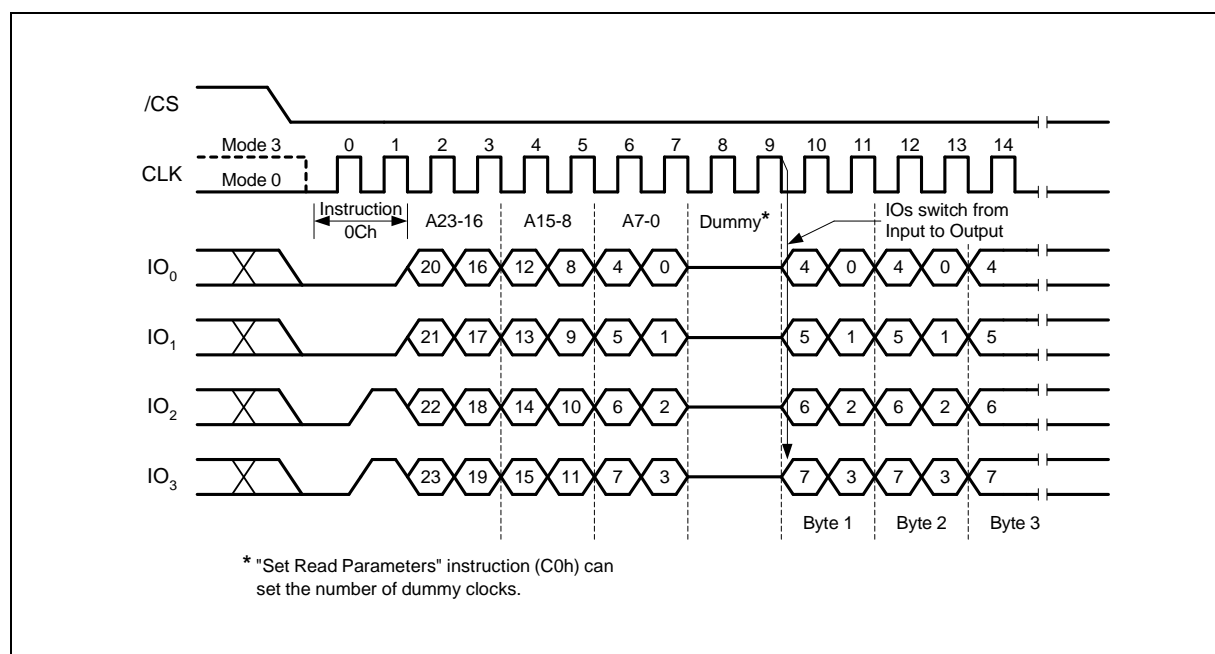 /CS
Mode 3
0 1 2 3 4 5 6 7 8 9 10 11 12 13 14
CLK
Mode 0
Instruction
0Ch
A23-16 A15-8 A7-0 Dummy*
IOs switch from
Input to Output
IO0 20 16 12 8 4 0 4 0 4 0 4
IO1 21 17 13 9 5 1 5 1 5 1 5
IO2 22 18 14 10 6 2 6 2 6 2 6
IO3 23 19 15 11 7 3 7 3 7 3 7
Byte 1 Byte 2 Byte 3
* "Set Read Parameters" instruction (C0h) can
set the number of dummy clocks.